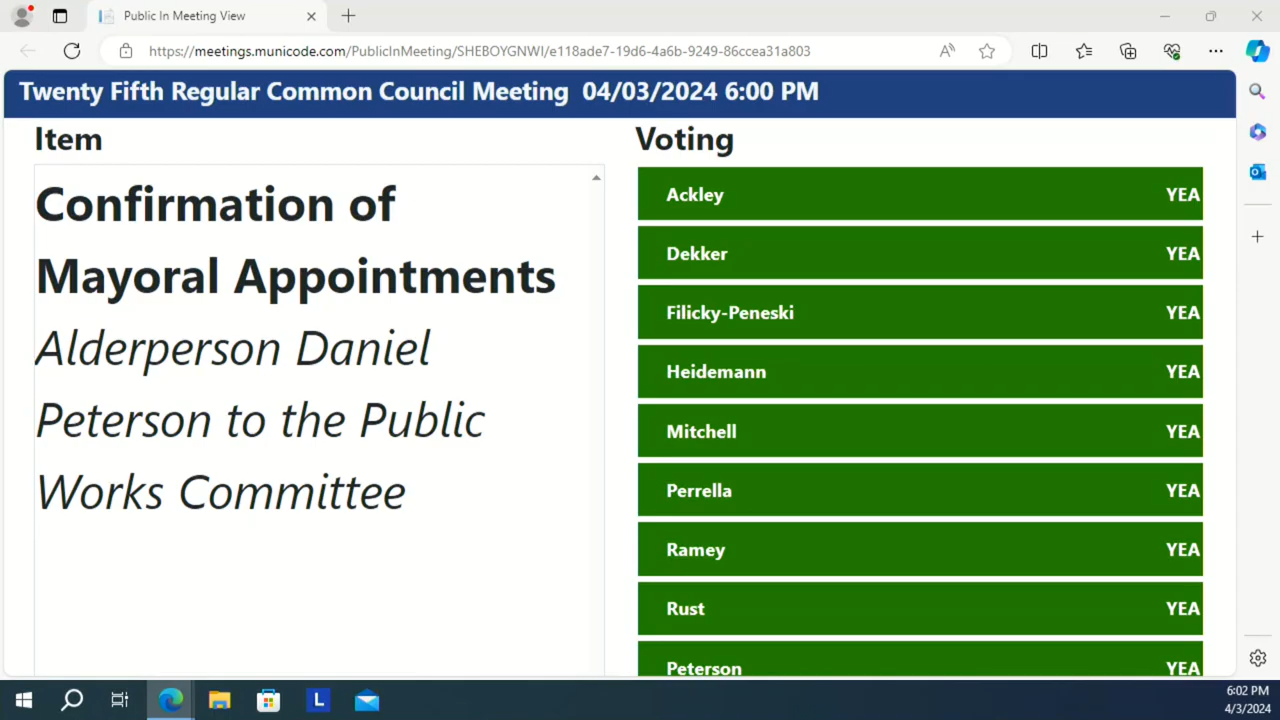 Public In Meeting View
https://meetings.municode.com/PublicInMeeting/SHEBOYGNWI/e118ade7-19d6-4a6b-9249-86ccea31a803
Twenty Fifth Regular Common Council Meeting 04/03/2024 6:00 PM
Item
Confirmation of
Mayoral Appointments
Alderperson Daniel
Peterson to the Public
Works Committee
Voting
Ackley YEA
Dekker YEA
Filicky-Peneski YEA
Heidemann YEA
Mitchell YEA
Perrella YEA
Ramey YEA
Rust YEA
Peterson YEA
L
6:02 PM
4/3/2024